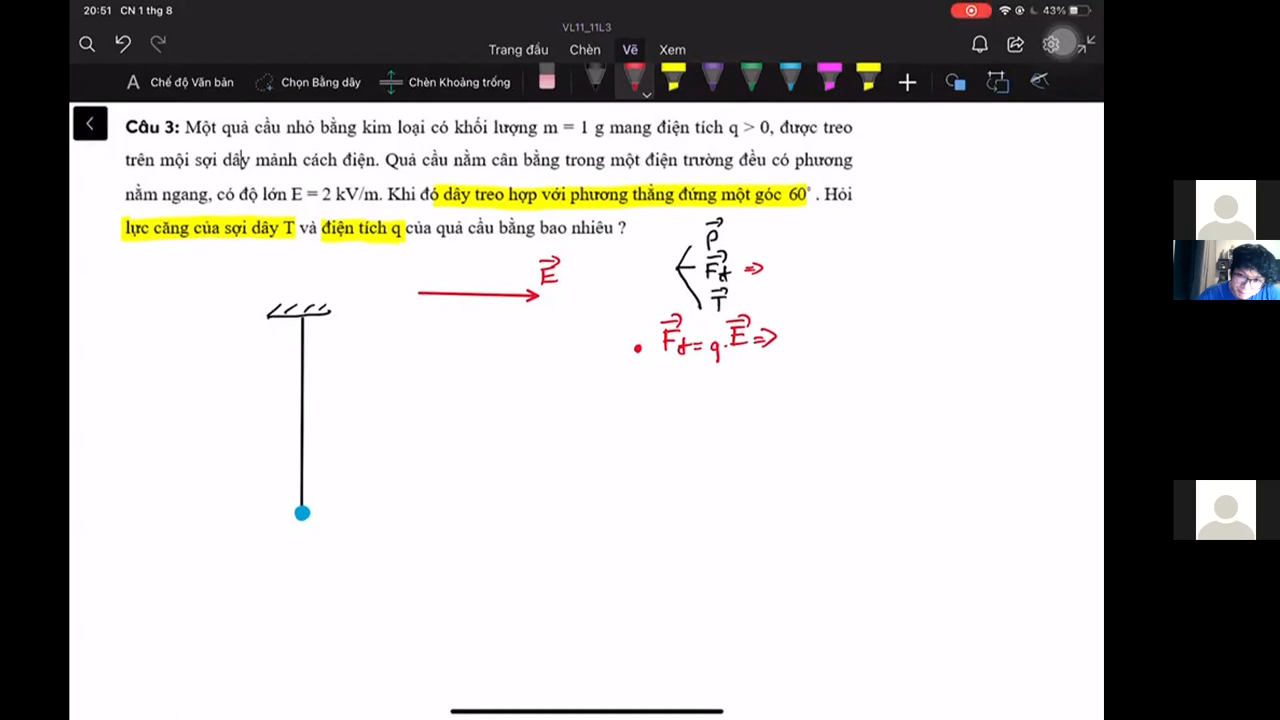 20:51 CN 1 thg 8
43%
VL11_11L3
Trang đầu Chèn Vẽ Xem
Chế độ Văn bản Chọn Bằng dây Chèn Khoảng trống
Câu 3: Một quả cầu nhỏ bằng kim loại có khối lượng m = 1 g mang điện tích q > 0, được treo
trên mội sợi dây mảnh cách điện. Quả cầu nằm cân bằng trong một điện trường đều có phương
nằm ngang, có độ lớn E = 2 kV/m. Khi đó dây treo hợp với phương thẳng đứng một góc 60°. Hỏi
lực căng của sợi dây T và điện tích q của quả cầu bằng bao nhiêu ?
P⃗
E⃗
F⃗đ ⇒
T⃗
• F⃗đ = q.E⃗ ⇒